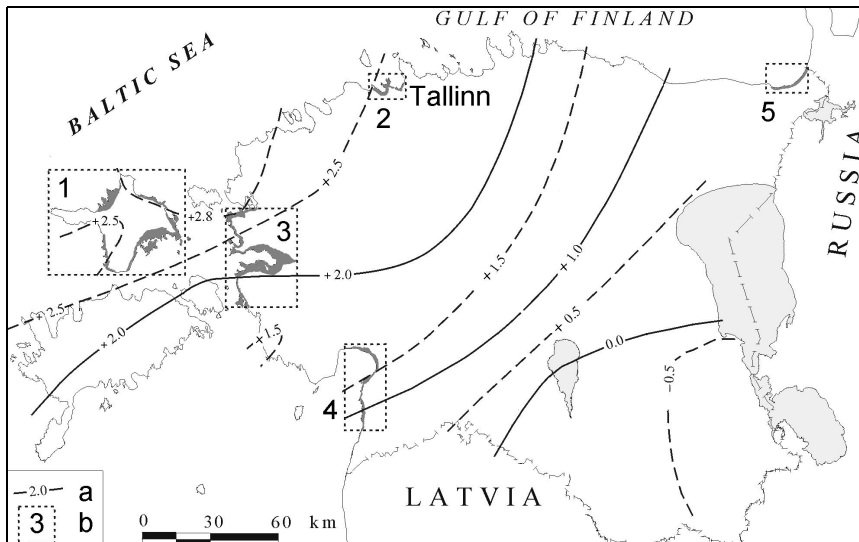 GULF OF FINLAND
BALTIC SEA
Tallinn
2
5
RUSSIA
1
+2.5
+2.8
+2.5
3
+2.0
+1.5
+1.0
+0.5
0.0
-0.5
+2.5
+2.0
+1.5
4
LATVIA
-2.0 a
3 b
0 30 60 km